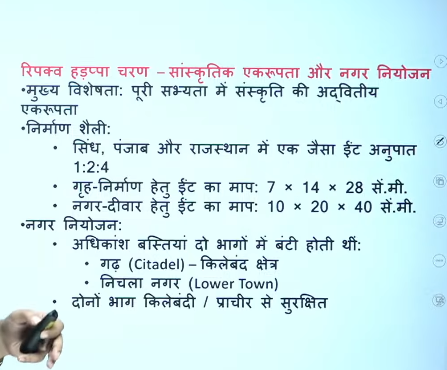 रिपक्व हड़प्पा चरण – सांस्कृतिक एकरूपता और नगर नियोजन
•मुख्य विशेषता: पूरी सभ्यता में संस्कृति की अद्वितीय
एकरूपता
•निर्माण शैली:
• सिंध, पंजाब और राजस्थान में एक जैसा ईंट अनुपात
1:2:4
• गृह-निर्माण हेतु ईंट का माप: 7 × 14 × 28 सें.मी.
• नगर-दीवार हेतु ईंट का माप: 10 × 20 × 40 सें.मी.
•नगर नियोजन:
• अधिकांश बस्तियां दो भागों में बंटी होती थीं:
• गढ़ (Citadel) – किलेबंद क्षेत्र
• निचला नगर (Lower Town)
• दोनों भाग किलेबंदी / प्राचीर से सुरक्षित